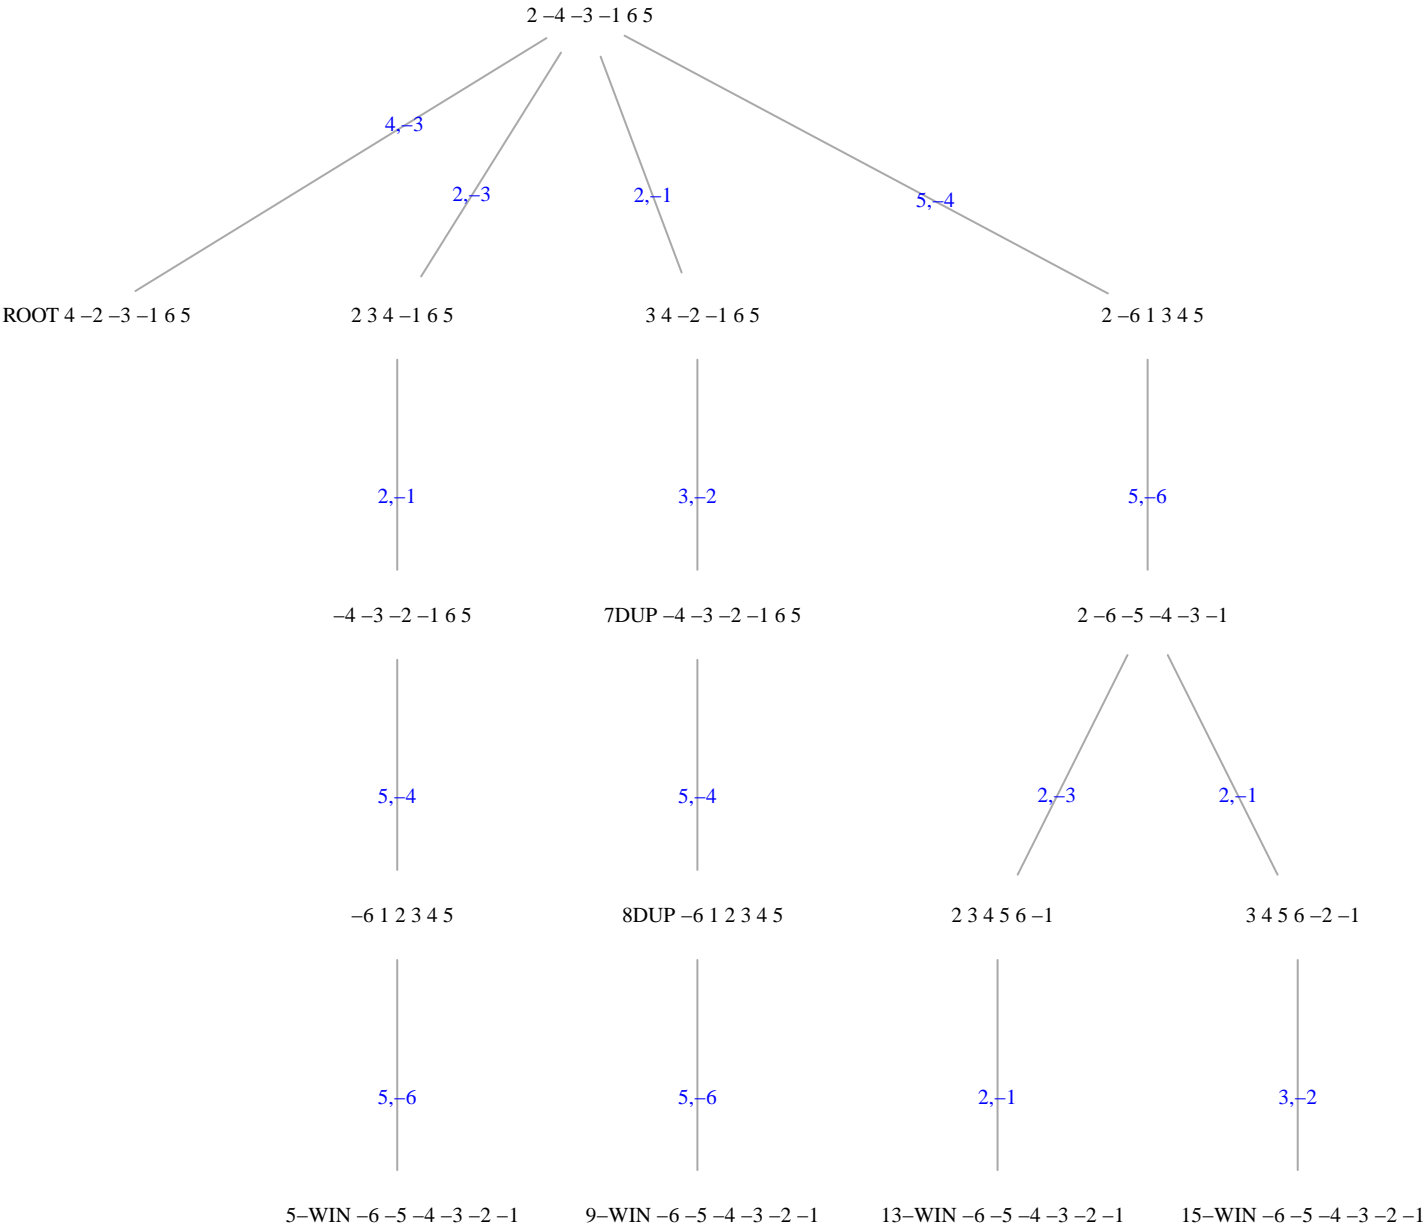 2 –4 –3 –1 6 5
4,–3
2,–3
2,–1
5,–4
ROOT 4 –2 –3 –1 6 5
2 3 4 –1 6 5
3 4 –2 –1 6 5
2 –6 1 3 4 5
2,–1
3,–2
5,–6
–4 –3 –2 –1 6 5
7DUP –4 –3 –2 –1 6 5
2 –6 –5 –4 –3 –1
5,–4
5,–4
2,–3
2,–1
–6 1 2 3 4 5
8DUP –6 1 2 3 4 5
2 3 4 5 6 –1
3 4 5 6 –2 –1
5,–6
5,–6
2,–1
3,–2
5–WIN –6 –5 –4 –3 –2 –1
9–WIN –6 –5 –4 –3 –2 –1
13–WIN –6 –5 –4 –3 –2 –1
15–WIN –6 –5 –4 –3 –2 –1